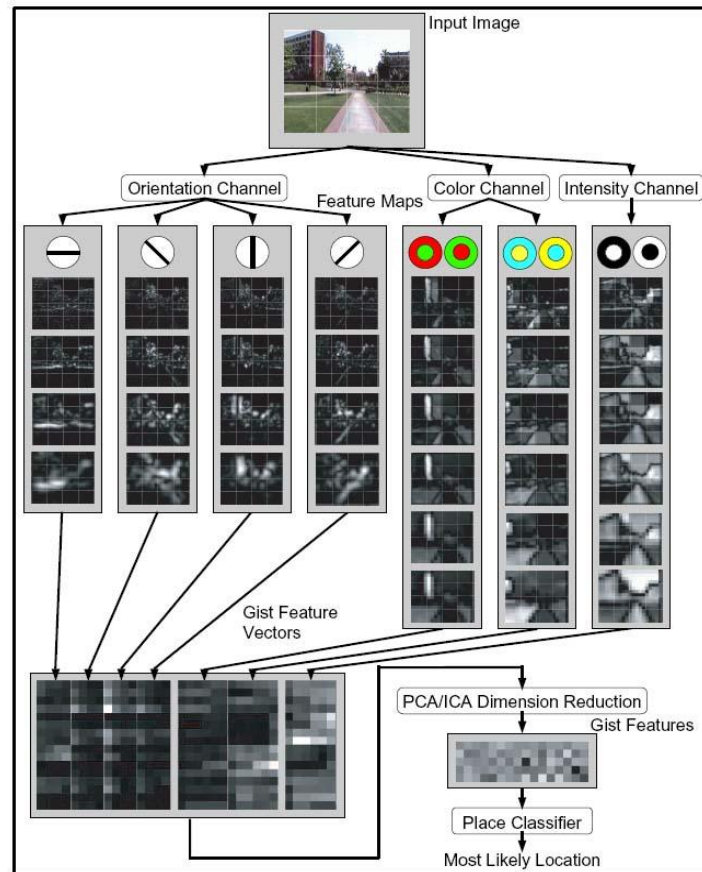 Input Image
Orientation Channel
Color Channel
Intensity Channel
Feature Maps
Gist Feature
Vectors
PCA/ICA Dimension Reduction
Gist Features
Place Classifier
Most Likely Location